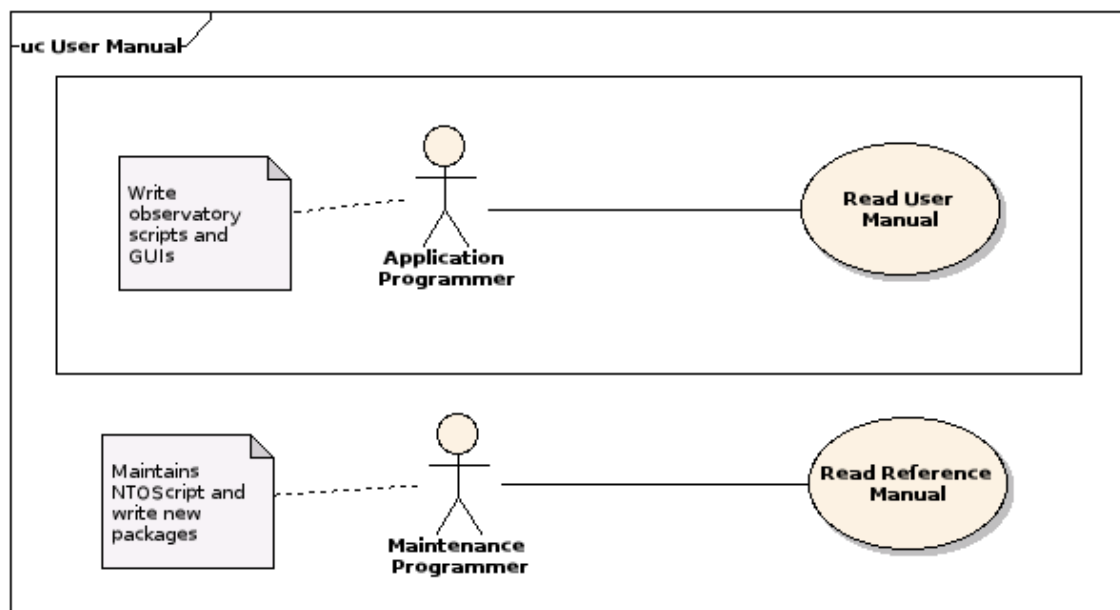 uc User Manual
Write
observatory
scripts and
GUIs
Application
Programmer
Read User
Manual
Maintains
NTOScript and
write new
packages
Maintenance
Programmer
Read Reference
Manual